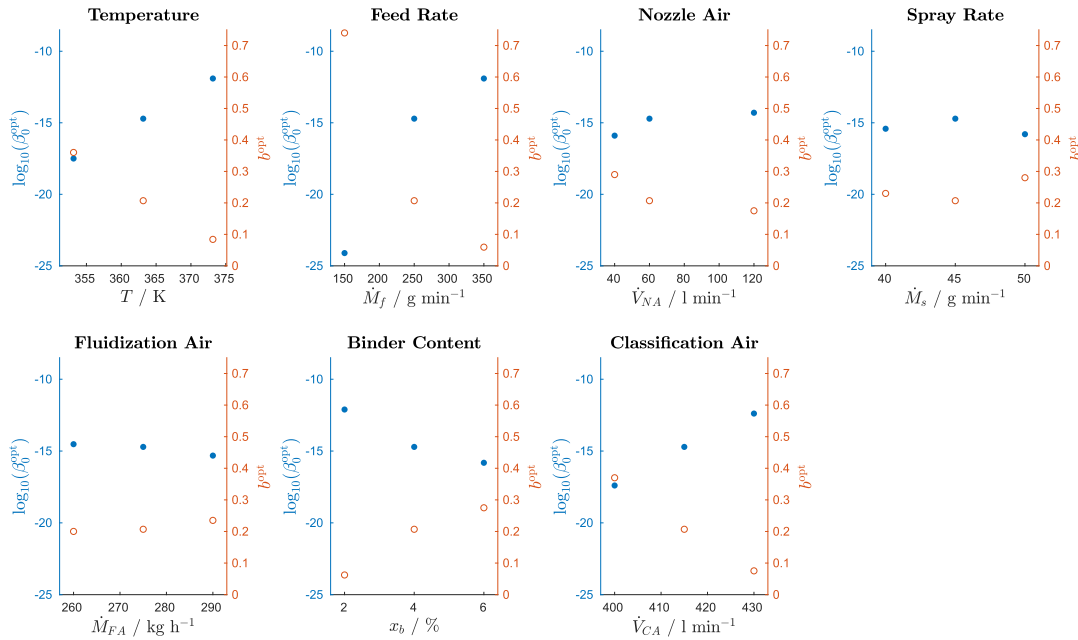 Temperature
-10
-15
-20
-25
log₁₀(β₀ᵒᵖᵗ)
0.7
0.6
0.5
0.4
0.3
0.2
0.1
0
bᵒᵖᵗ
355 360 365 370 375
T / K
Feed Rate
-10
-15
-20
-25
log₁₀(β₀ᵒᵖᵗ)
0.7
0.6
0.5
0.4
0.3
0.2
0.1
0
bᵒᵖᵗ
150 200 250 300 350
Ṁ_f / g min⁻¹
Nozzle Air
-10
-15
-20
-25
log₁₀(β₀ᵒᵖᵗ)
0.7
0.6
0.5
0.4
0.3
0.2
0.1
0
bᵒᵖᵗ
40 60 80 100 120
V̇_NA / l min⁻¹
Spray Rate
-10
-15
-20
-25
log₁₀(β₀ᵒᵖᵗ)
0.7
0.6
0.5
0.4
0.3
0.2
0.1
0
bᵒᵖᵗ
40 45 50
Ṁ_s / g min⁻¹
Fluidization Air
-10
-15
-20
-25
log₁₀(β₀ᵒᵖᵗ)
0.7
0.6
0.5
0.4
0.3
0.2
0.1
0
bᵒᵖᵗ
260 270 280 290
Ṁ_FA / kg h⁻¹
Binder Content
-10
-15
-20
-25
log₁₀(β₀ᵒᵖᵗ)
0.7
0.6
0.5
0.4
0.3
0.2
0.1
0
bᵒᵖᵗ
2 4 6
x_b / %
Classification Air
-10
-15
-20
-25
log₁₀(β₀ᵒᵖᵗ)
0.7
0.6
0.5
0.4
0.3
0.2
0.1
0
bᵒᵖᵗ
400 410 420 430
V̇_CA / l min⁻¹